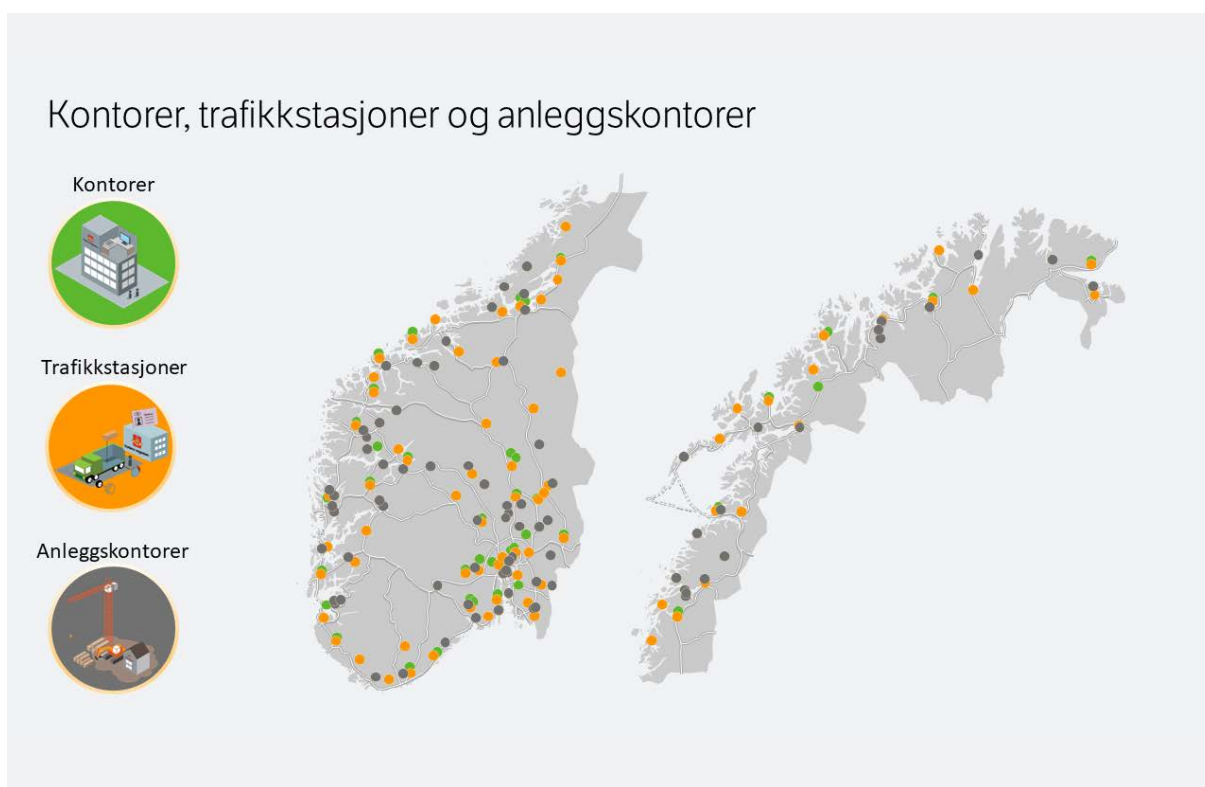 Kontorer, trafikkstasjoner og anleggskontorer
Kontorer
Trafikkstasjoner
Anleggskontorer